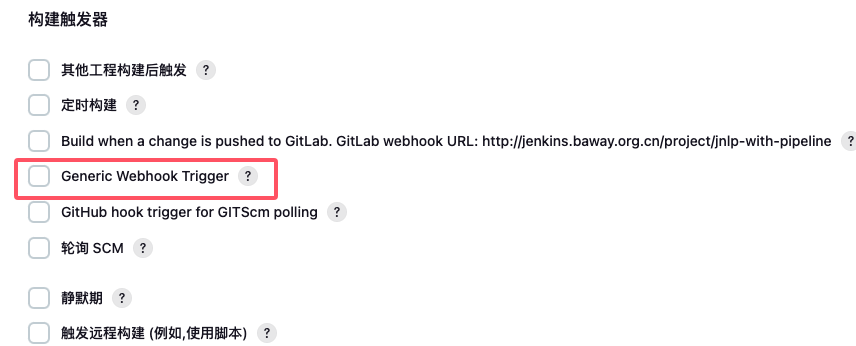 构建触发器
其他工程构建后触发 ?
定时构建 ?
Build when a change is pushed to GitLab. GitLab webhook URL: http://jenkins.baway.org.cn/project/jnlp-with-pipeline ?
Generic Webhook Trigger ?
GitHub hook trigger for GITScm polling ?
轮询 SCM ?
静默期 ?
触发远程构建 (例如,使用脚本) ?